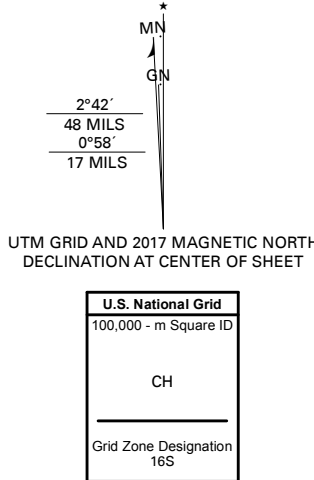 MN
GN
2°42´
48 MILS
0°58´
17 MILS
UTM GRID AND 2017 MAGNETIC NORTH
DECLINATION AT CENTER OF SHEET
U.S. National Grid
100,000 - m Square ID
CH
Grid Zone Designation
16S